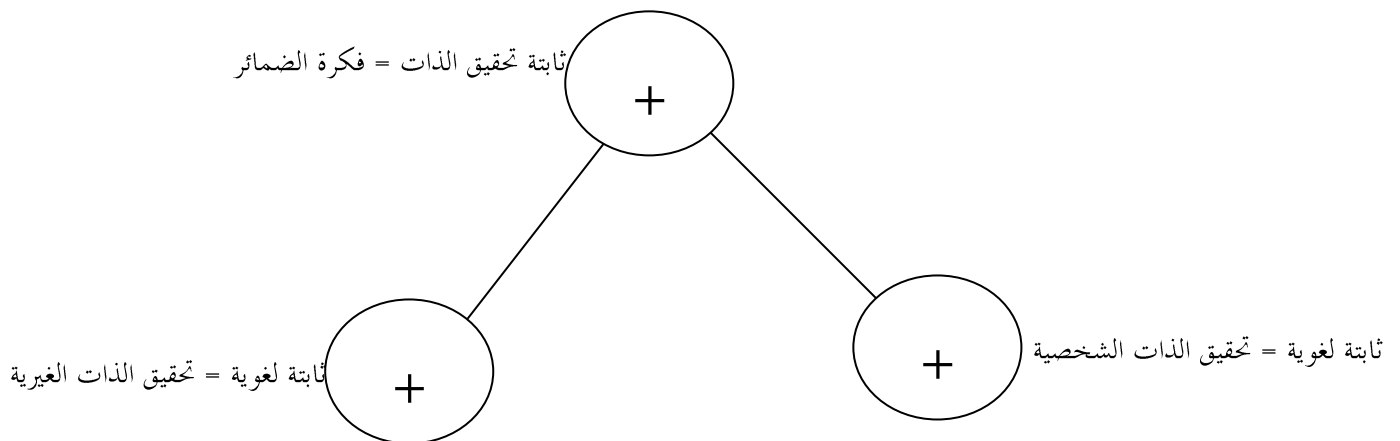 ثابتة تحقيق الذات = فكرة الضمائر
+
ثابتة لغوية = تحقيق الذات الشخصية
+
ثابتة لغوية = تحقيق الذات الغيرية
+